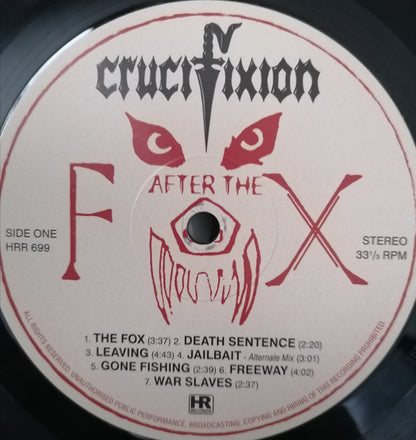 crucifixion
AFTER THE
FOX
SIDE ONE
HRR 699
STEREO
33⅓ RPM
1. THE FOX (3:37) 2. DEATH SENTENCE (2:20)
3. LEAVING (4:43) 4. JAILBAIT - Alternate Mix (3:01)
5. GONE FISHING (2:39) 6. FREEWAY (4:02)
7. WAR SLAVES (2:37)
HR
ALL RIGHTS RESERVED. UNAUTHORISED PUBLIC PERFORMANCE, BROADCASTING, COPYING AND HIRING OF THIS RECORDING PROHIBITED.